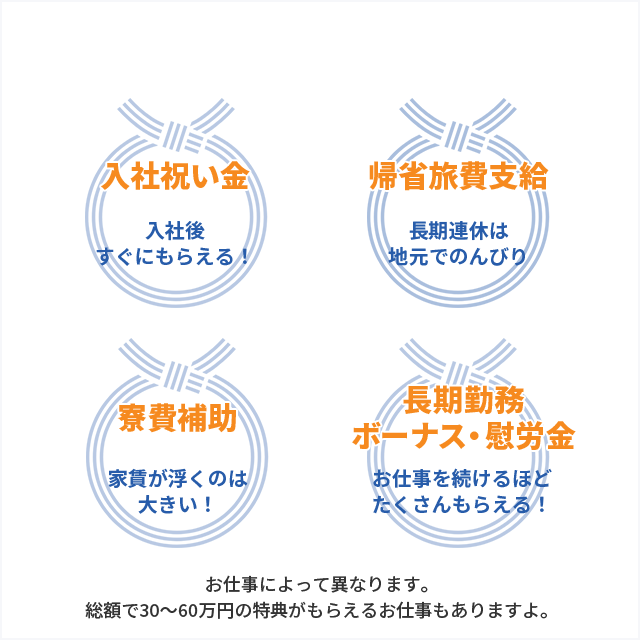 入社祝い金
入社後
すぐにもらえる！
帰省旅費支給
長期連休は
地元でのんびり
寮費補助
家賃が浮くのは
大きい！
長期勤務
ボーナス・慰労金
お仕事を続けるほど
たくさんもらえる！
お仕事によって異なります。
総額で30〜60万円の特典がもらえるお仕事もありますよ。